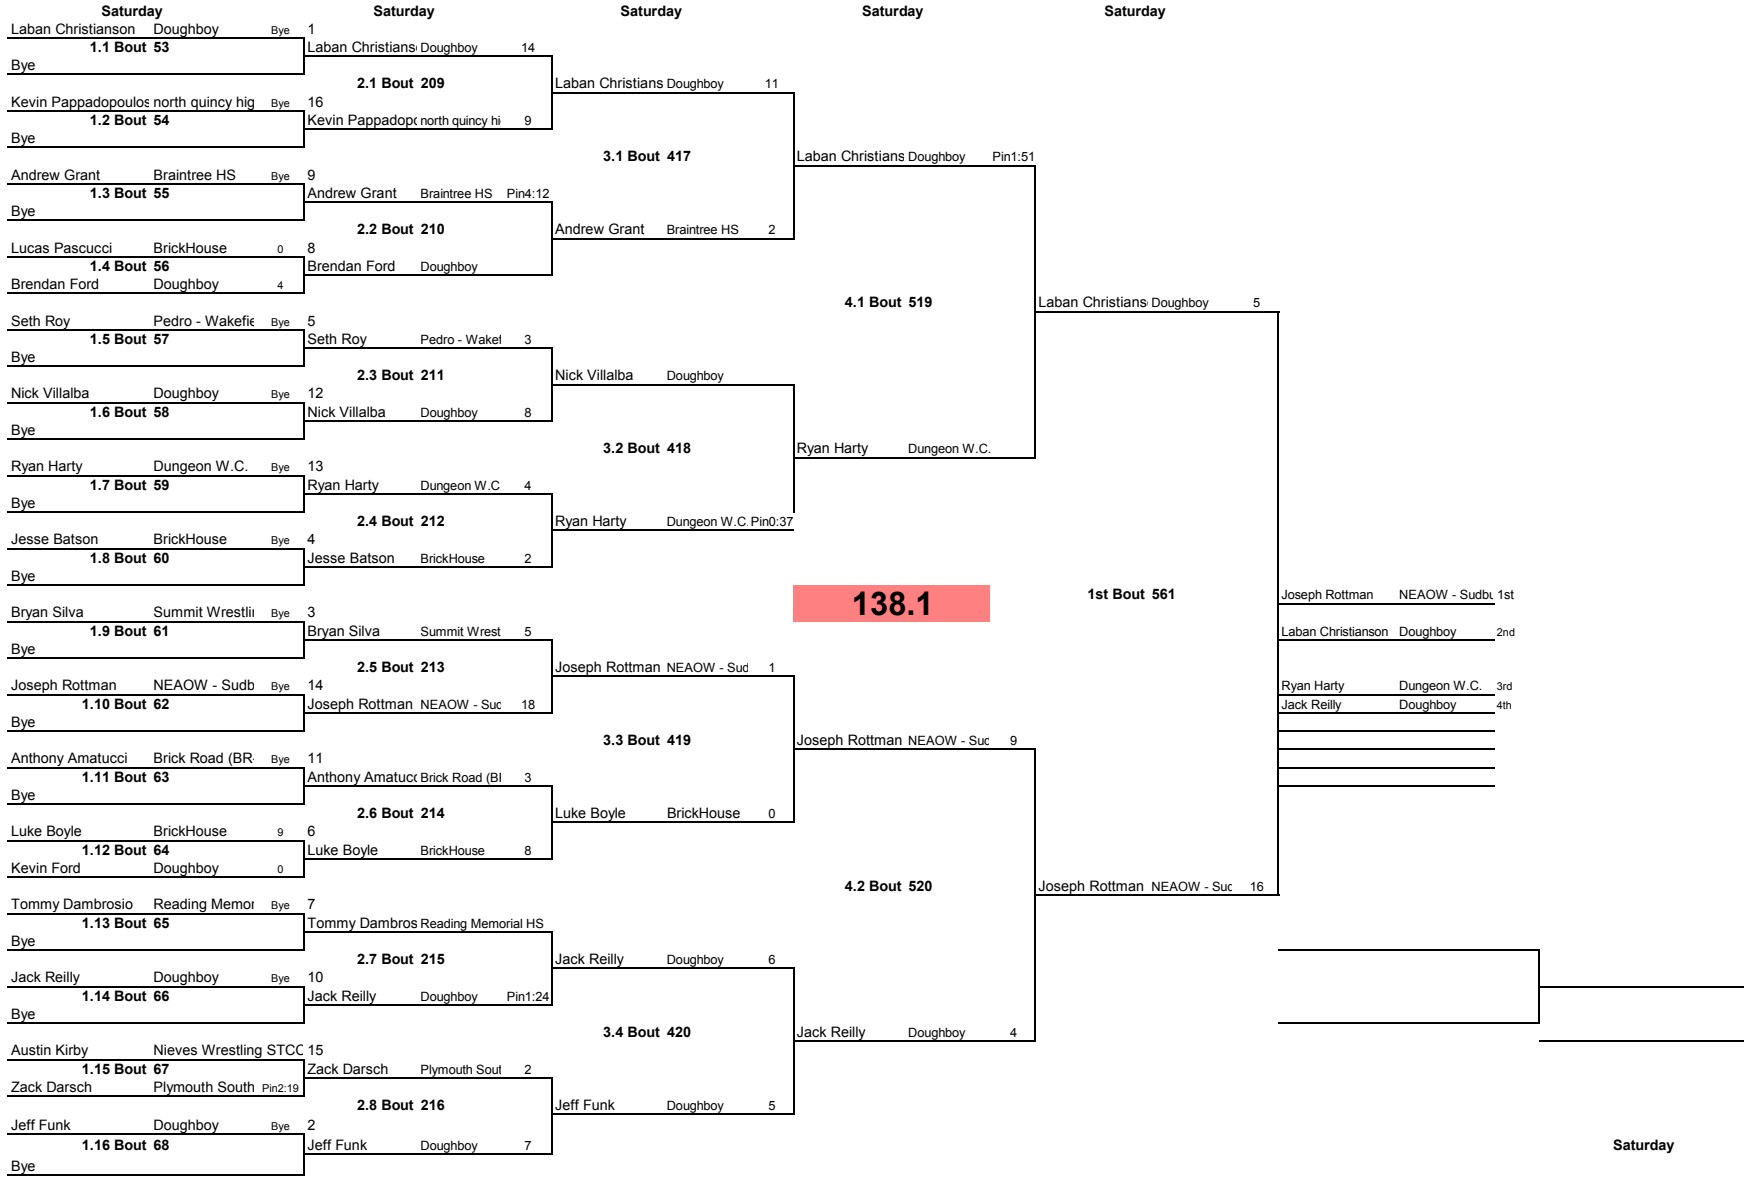 Saturday Saturday Saturday Saturday Saturday
Laban Christianson Doughboy Bye 1
1.1 Bout 53 Laban Christians Doughboy 14
Bye
2.1 Bout 209 Laban Christians Doughboy 11
Kevin Pappadopoulos north quincy hig Bye 16
1.2 Bout 54 Kevin Pappadopo north quincy hi 9
Bye
3.1 Bout 417 Laban Christians Doughboy Pin1:51
Andrew Grant Braintree HS Bye 9
1.3 Bout 55 Andrew Grant Braintree HS Pin4:12
Bye
2.2 Bout 210 Andrew Grant Braintree HS 2
Lucas Pascucci BrickHouse 0 8
1.4 Bout 56 Brendan Ford Doughboy
Brendan Ford Doughboy 4
4.1 Bout 519 Laban Christians Doughboy 5
Seth Roy Pedro - Wakefie Bye 5
1.5 Bout 57 Seth Roy Pedro - Wakef 3
Bye
2.3 Bout 211 Nick Villalba Doughboy
Nick Villalba Doughboy Bye 12
1.6 Bout 58 Nick Villalba Doughboy 8
Bye
3.2 Bout 418 Ryan Harty Dungeon W.C.
Ryan Harty Dungeon W.C. Bye 13
1.7 Bout 59 Ryan Harty Dungeon W.C 4
Bye
2.4 Bout 212 Ryan Harty Dungeon W.C. Pin0:37
Jesse Batson BrickHouse Bye 4
1.8 Bout 60 Jesse Batson BrickHouse 2
Bye
138.1 1st Bout 561 Joseph Rottman NEAOW - Sudbu 1st
Bryan Silva Summit Wrestlin Bye 3
1.9 Bout 61 Bryan Silva Summit Wrest 5 Laban Christianson Doughboy 2nd
Bye
2.5 Bout 213 Joseph Rottman NEAOW - Sud 1
Joseph Rottman NEAOW - Sudb Bye 14 Ryan Harty Dungeon W.C. 3rd
1.10 Bout 62 Joseph Rottman NEAOW - Suc 18 Jack Reilly Doughboy 4th
Bye
3.3 Bout 419 Joseph Rottman NEAOW - Suc 9
Anthony Amatucci Brick Road (BR Bye 11
1.11 Bout 63 Anthony Amatucc Brick Road (BI 3
Bye
2.6 Bout 214 Luke Boyle BrickHouse 0
Luke Boyle BrickHouse 9 6
1.12 Bout 64 Luke Boyle BrickHouse 8
Kevin Ford Doughboy 0
4.2 Bout 520 Joseph Rottman NEAOW - Suc 16
Tommy Dambrosio Reading Memor Bye 7
1.13 Bout 65 Tommy Dambros Reading Memorial HS
Bye
2.7 Bout 215 Jack Reilly Doughboy 6
Jack Reilly Doughboy Bye 10
1.14 Bout 66 Jack Reilly Doughboy Pin1:24
Bye
3.4 Bout 420 Jack Reilly Doughboy 4
Austin Kirby Nieves Wrestling STCC 15
1.15 Bout 67 Zack Darsch Plymouth Sout 2
Zack Darsch Plymouth South Pin2:19
2.8 Bout 216 Jeff Funk Doughboy 5
Jeff Funk Doughboy Bye 2
1.16 Bout 68 Jeff Funk Doughboy 7 Saturday
Bye